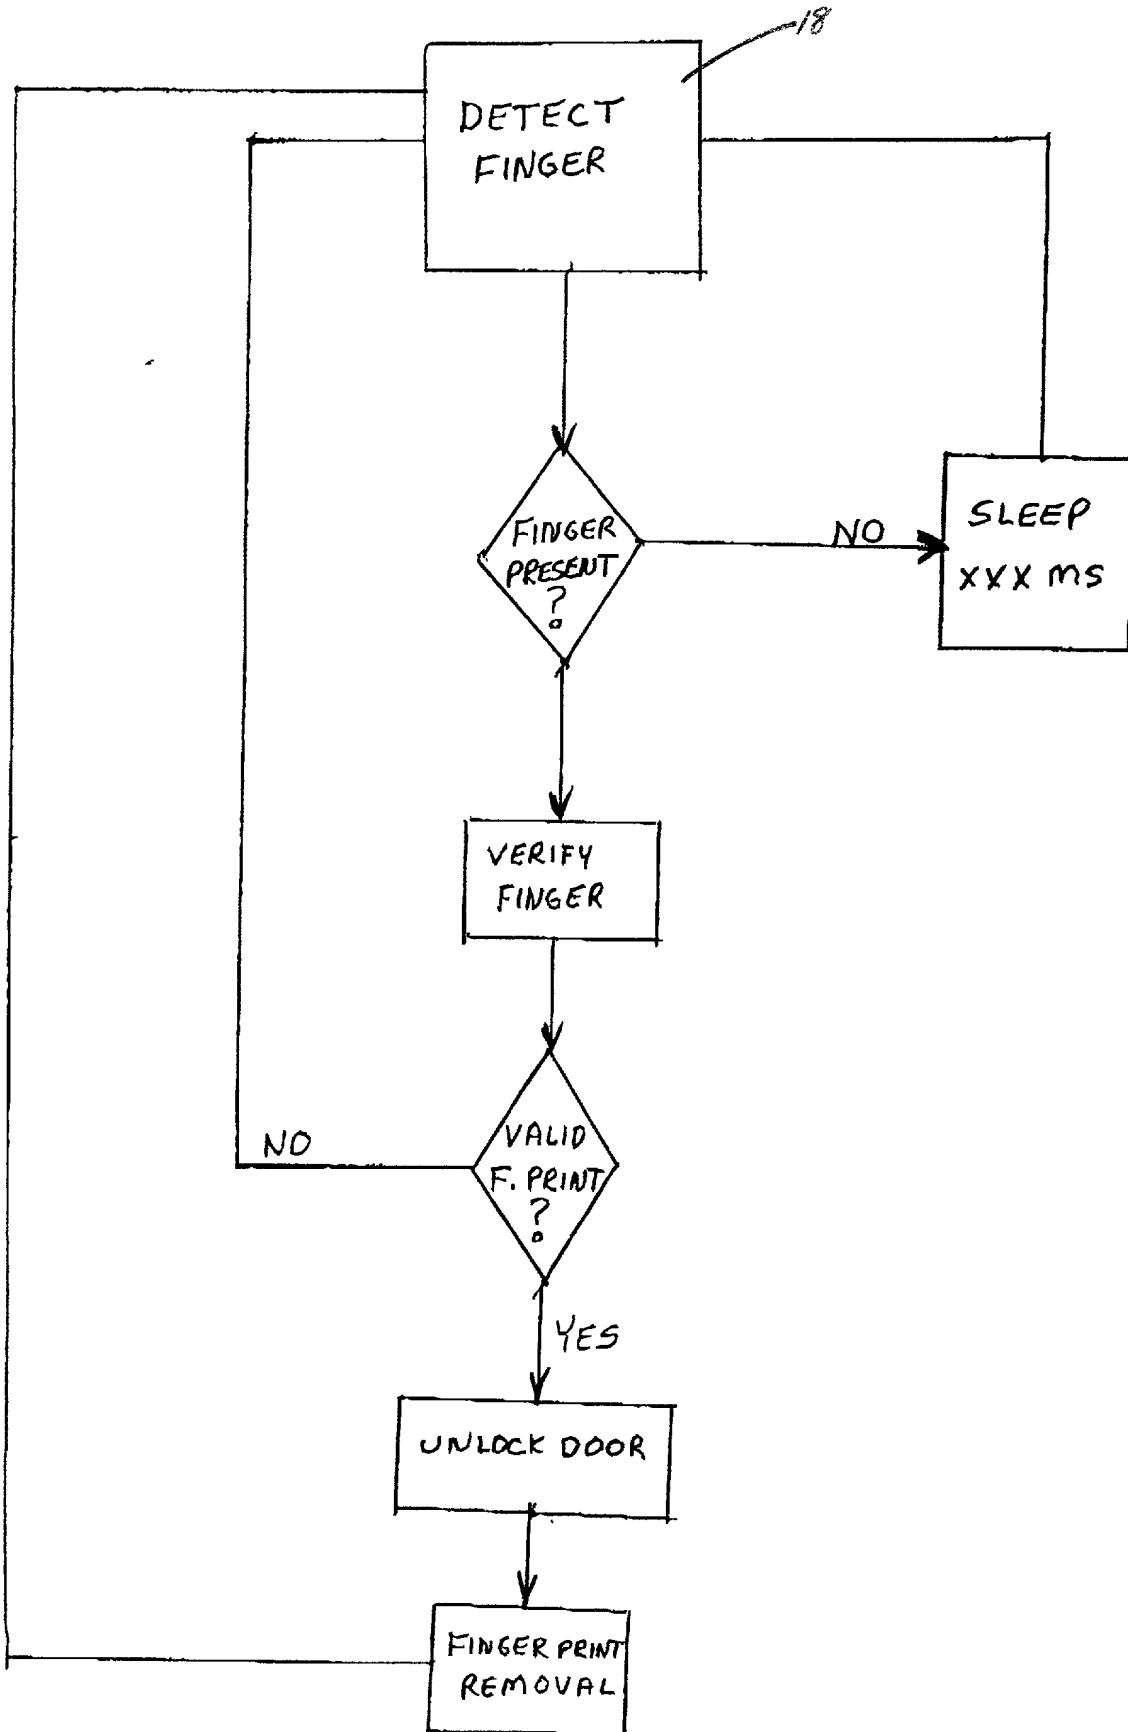 18
DETECT
FINGER
FINGER
PRESENT
?
NO
SLEEP
XXX ms
VERIFY
FINGER
VALID
F. PRINT
?
NO
YES
UNLOCK DOOR
FINGER PRINT
REMOVAL